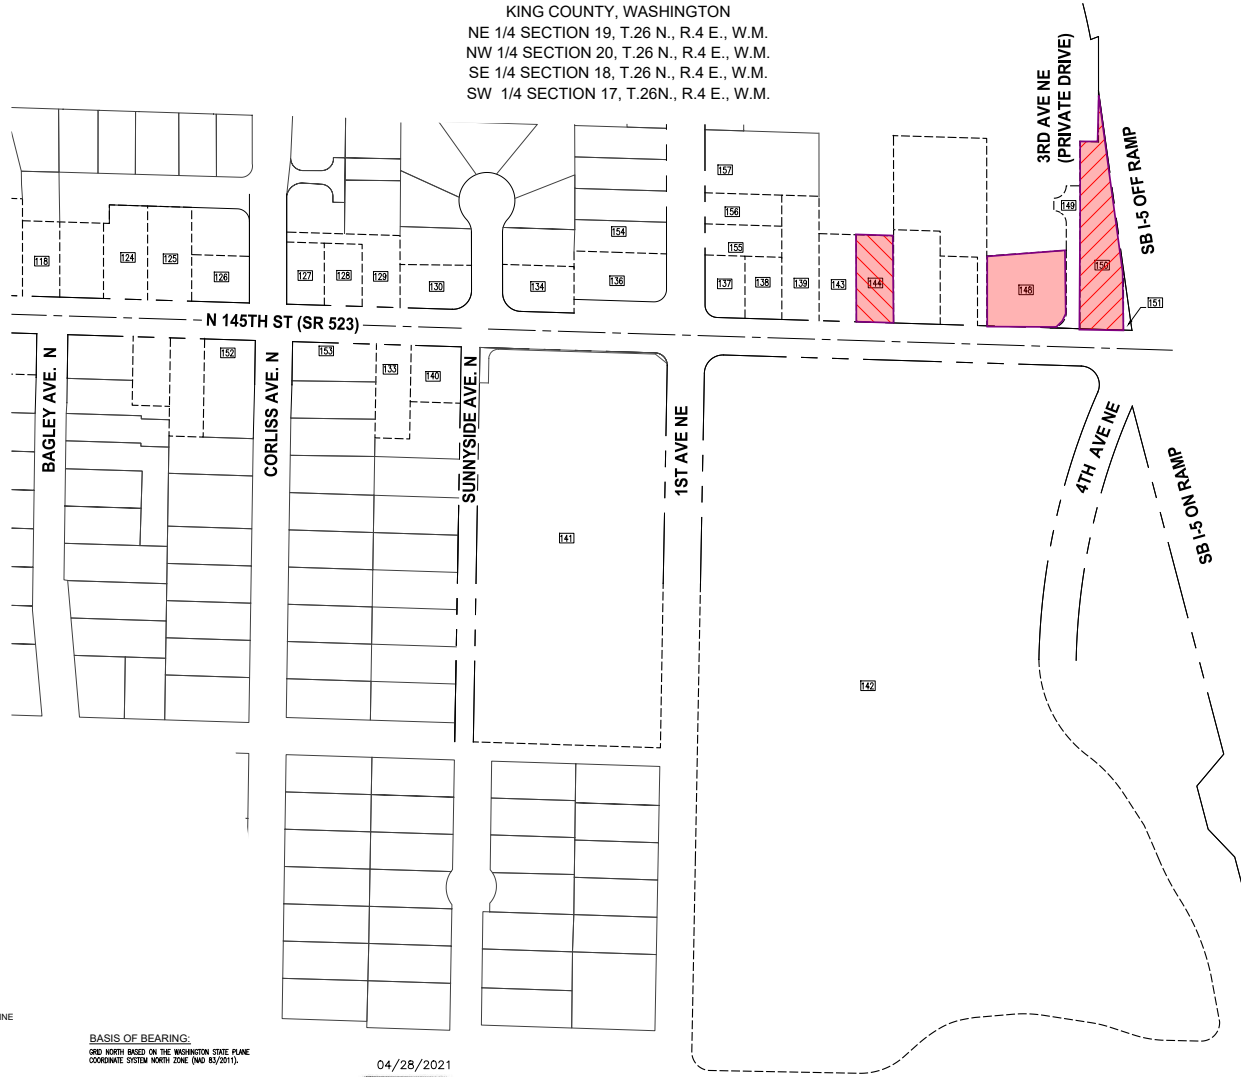 KING COUNTY, WASHINGTON
NE 1/4 SECTION 19, T.26 N., R.4 E., W.M.
NW 1/4 SECTION 20, T.26 N., R.4 E., W.M.
SE 1/4 SECTION 18, T.26 N., R.4 E., W.M.
SW 1/4 SECTION 17, T.26N., R.4 E., W.M.
3RD AVE NE
(PRIVATE DRIVE)
SB I-5 OFF RAMP
157
156
155
154
149
118
124
125
126
127
128
129
130
134
136
137
138
139
143
144
148
150
151
N 145TH ST (SR 523)
152
153
133
140
BAGLEY AVE. N
CORLISS AVE. N
SUNNYSIDE AVE. N
1ST AVE NE
4TH AVE NE
SB I-5 ON RAMP
141
142
INE
BASIS OF BEARING:
GRID NORTH BASED ON THE WASHINGTON STATE PLANE
COORDINATE SYSTEM NORTH ZONE (NAD 83/2011).
04/28/2021